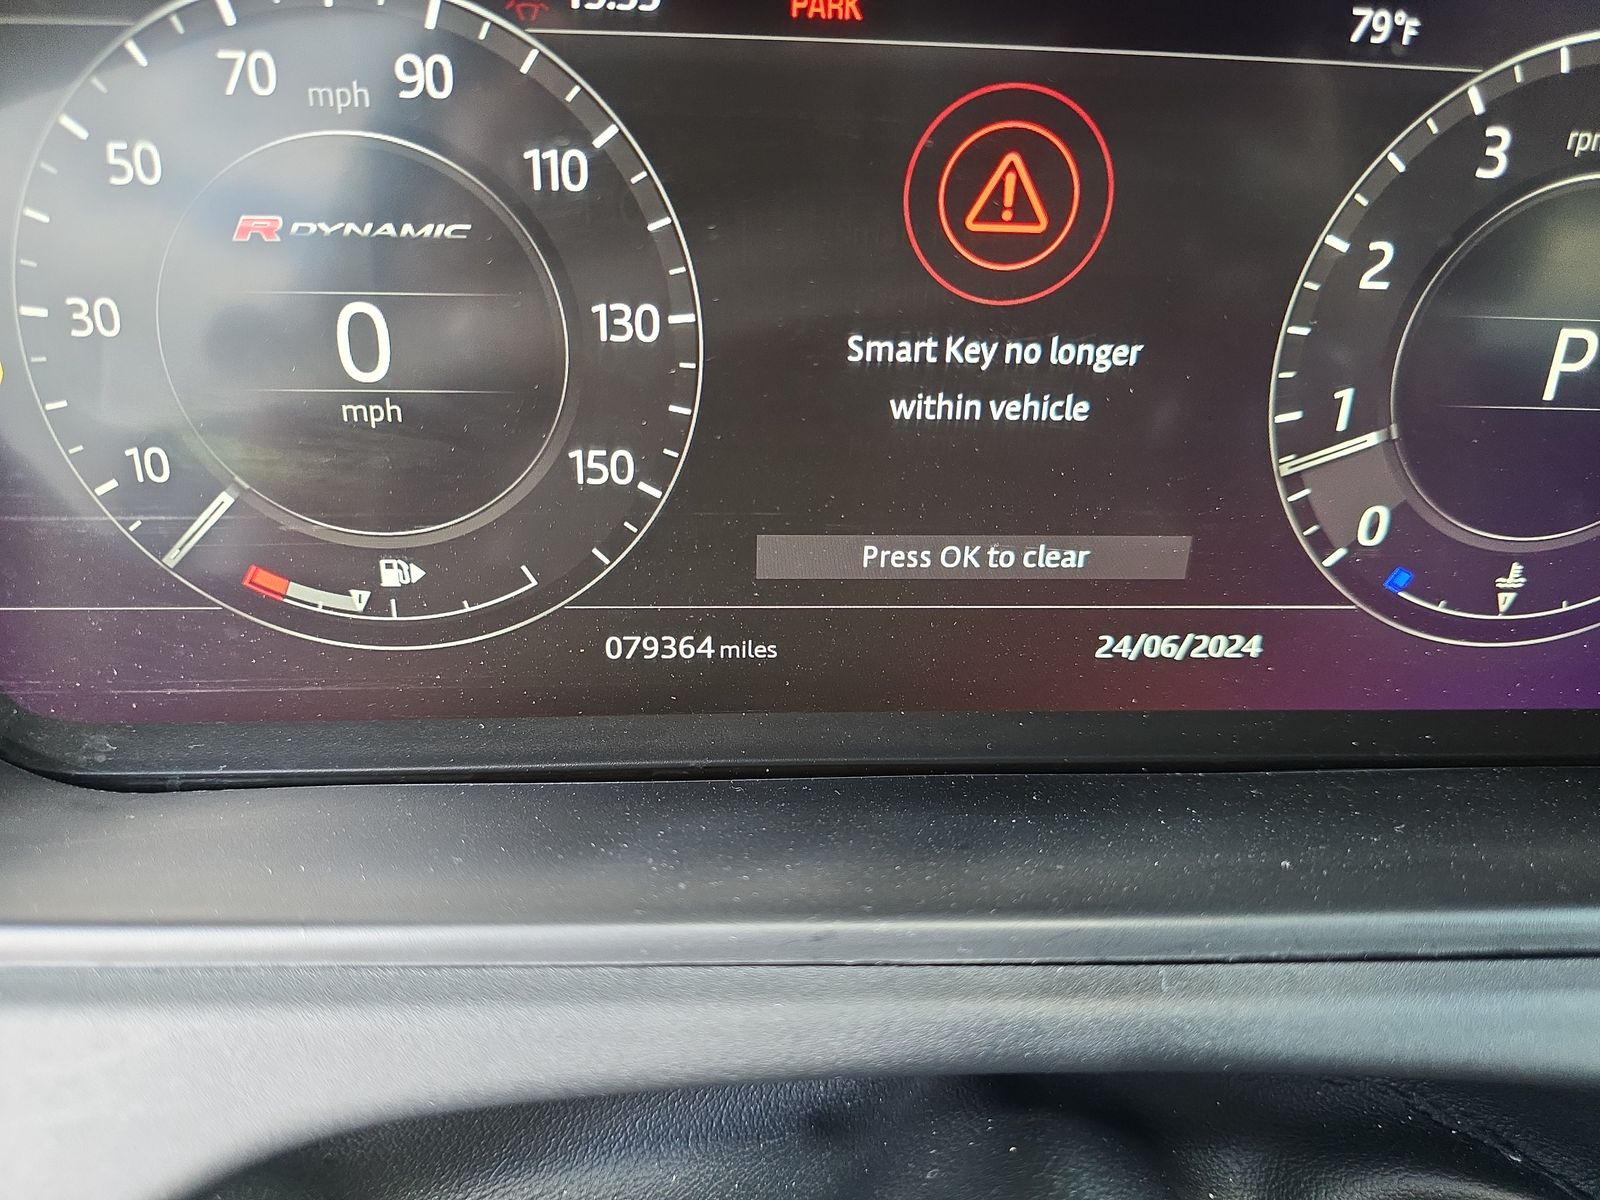 PARK
79°F
70 mph 90
50
110
3
R DYNAMIC
2
30
0
130
Smart Key no longer
within vehicle
P
mph
1
10
150
0
Press OK to clear
079364 miles
24/06/2024